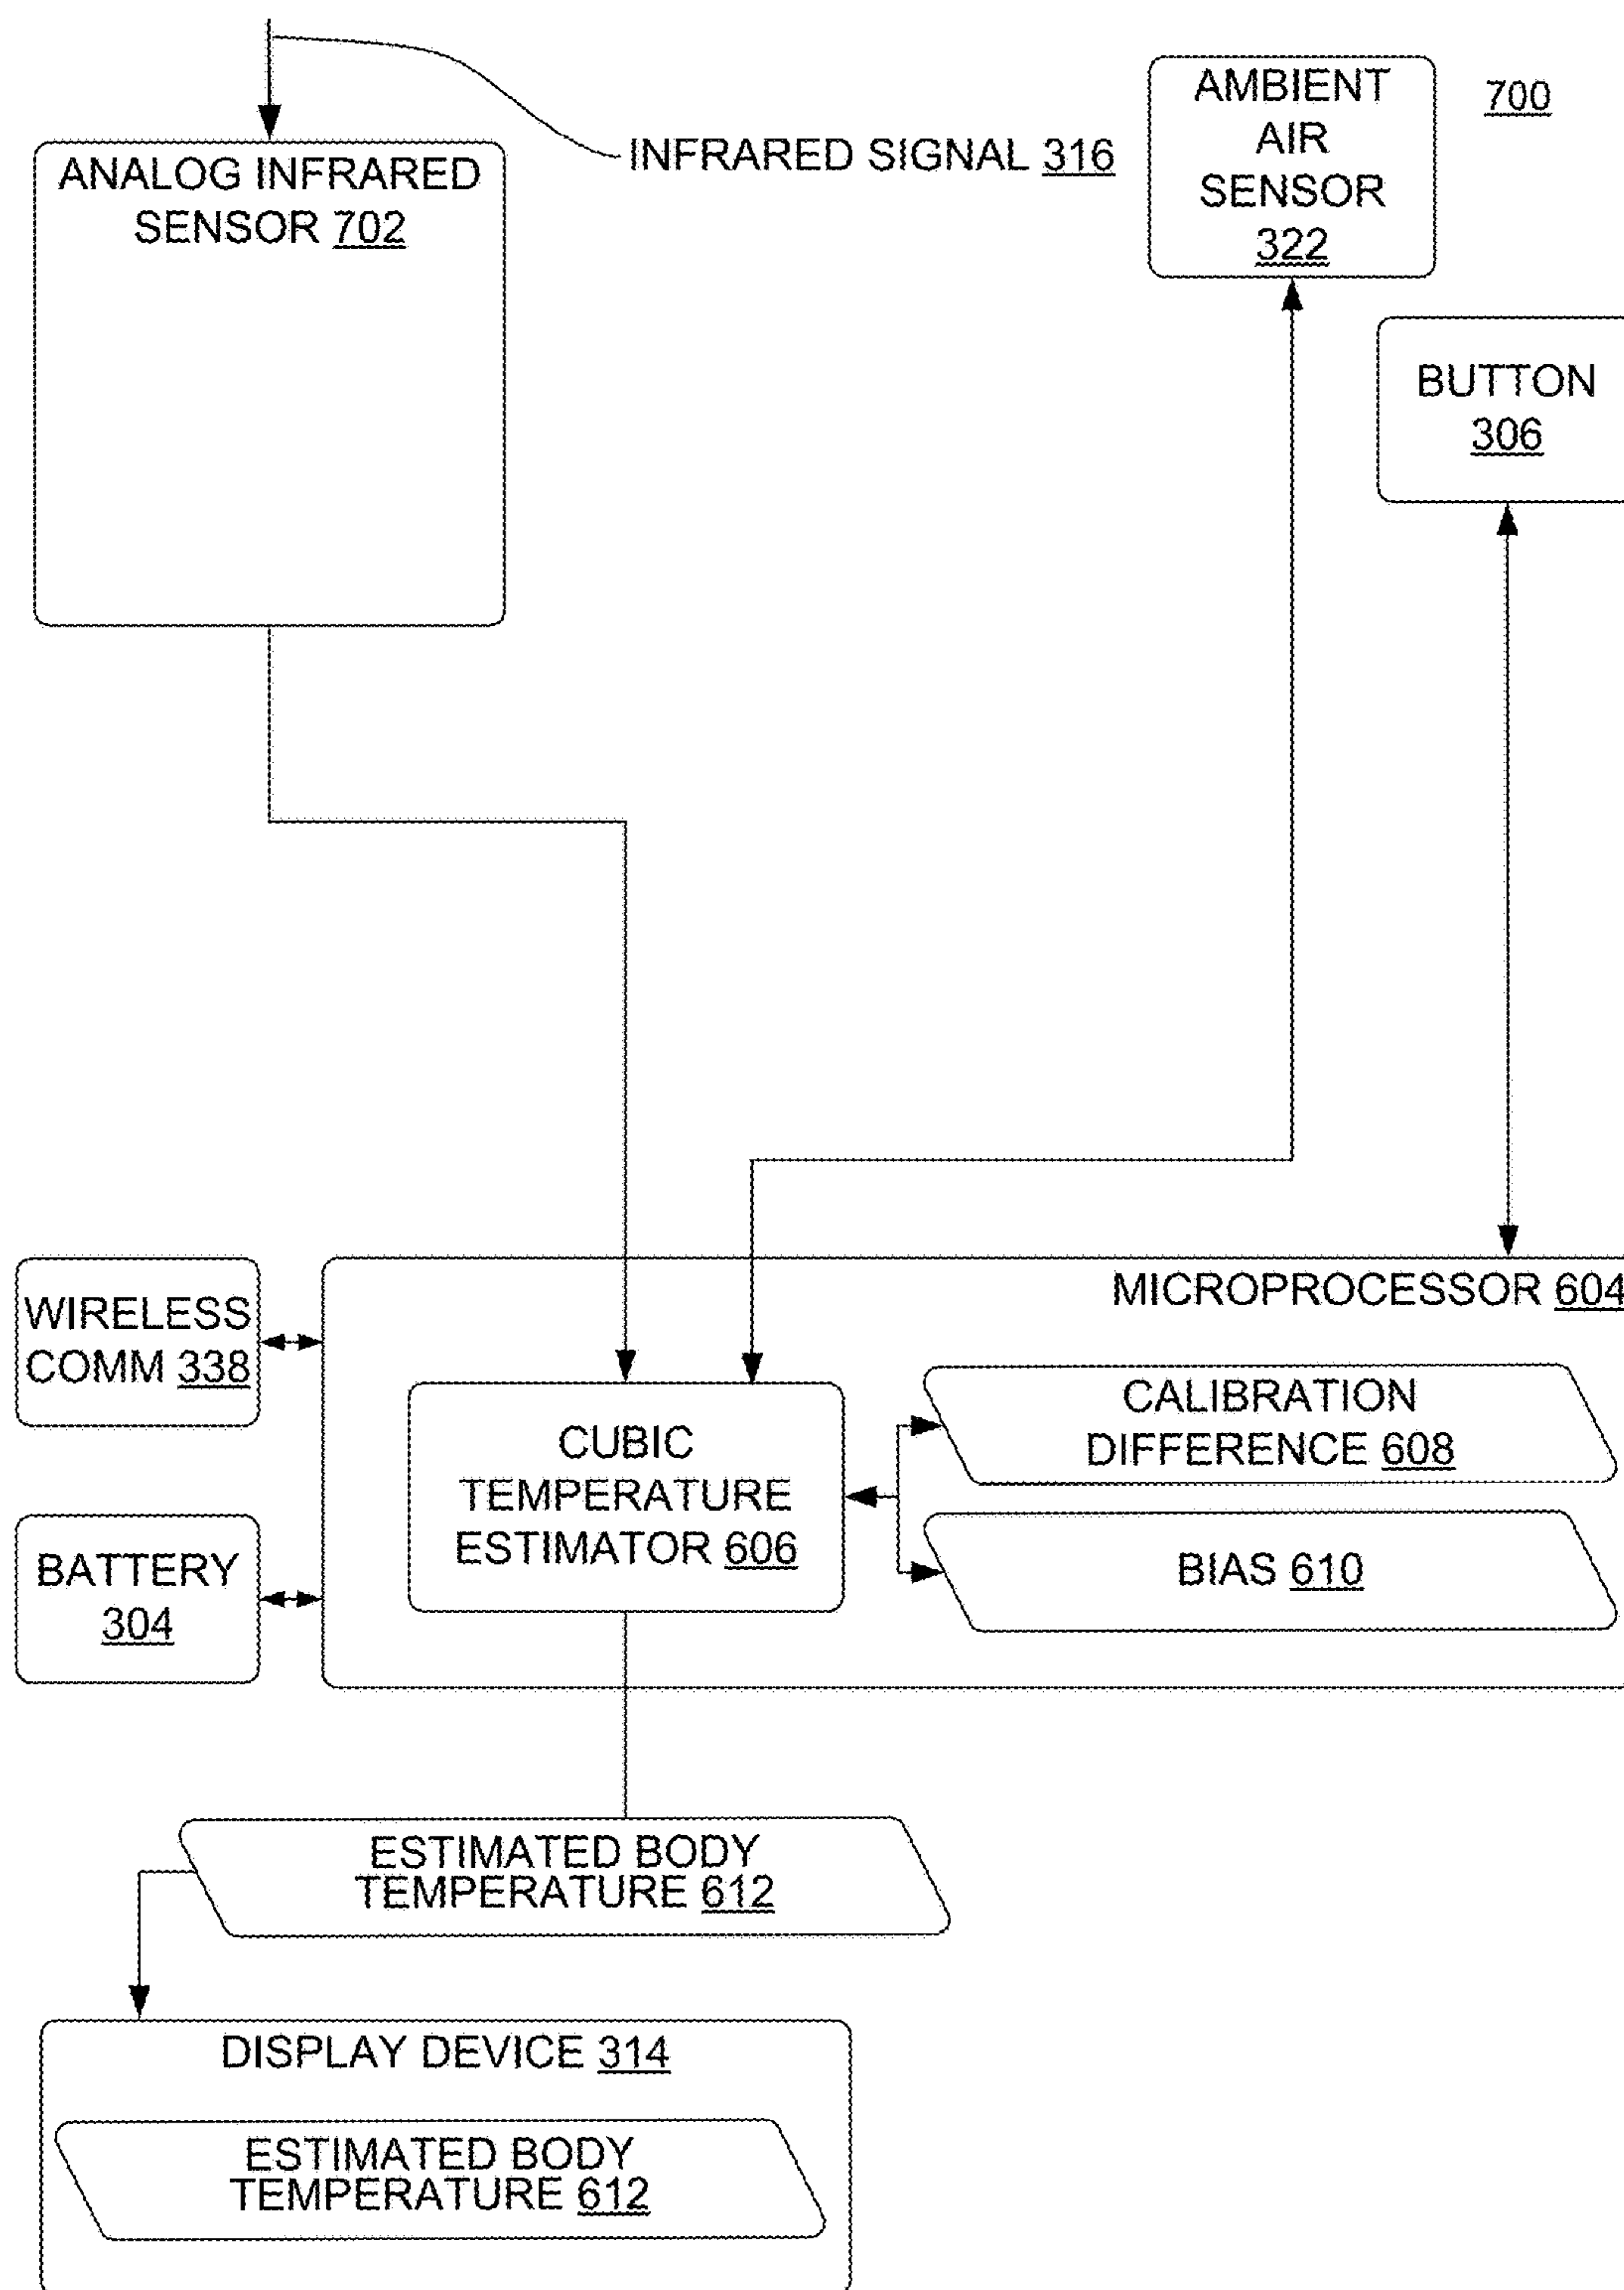 AMBIENT
AIR
SENSOR
322
700
ANALOG INFRARED
SENSOR 702
INFRARED SIGNAL 316
BUTTON
306
MICROPROCESSOR 604
WIRELESS
COMM 338
CALIBRATION
DIFFERENCE 608
CUBIC
TEMPERATURE
ESTIMATOR 606
BIAS 610
BATTERY
304
ESTIMATED BODY
TEMPERATURE 612
DISPLAY DEVICE 314
ESTIMATED BODY
TEMPERATURE 612